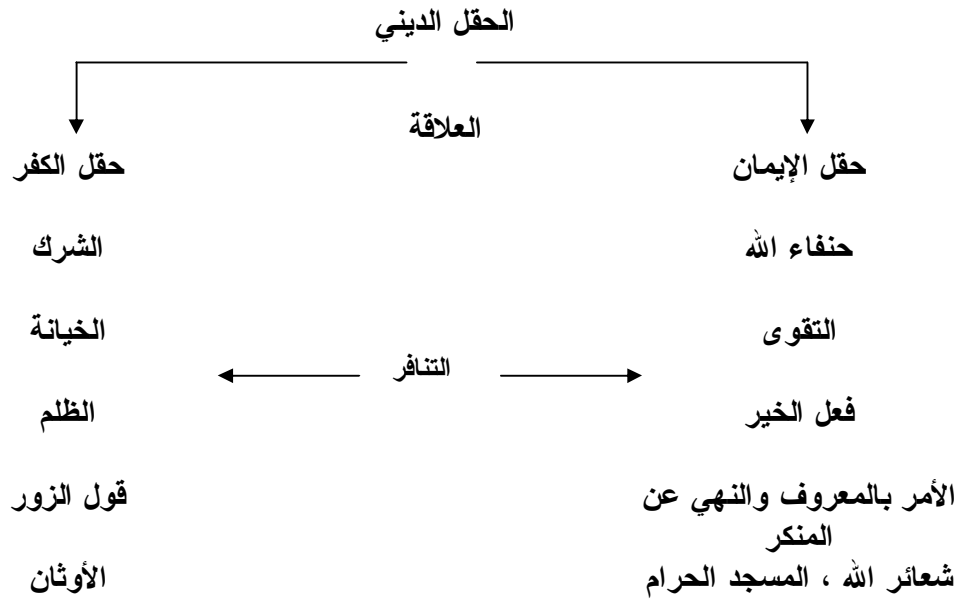 الحقل الديني
العلاقة
حقل الإيمان
حقل الكفر
حنفاء الله
الشرك
التقوى
الخيانة
التنافر
فعل الخير
الظلم
الأمر بالمعروف والنهي عن
المنكر
قول الزور
شعائر الله ، المسجد الحرام
الأوثان